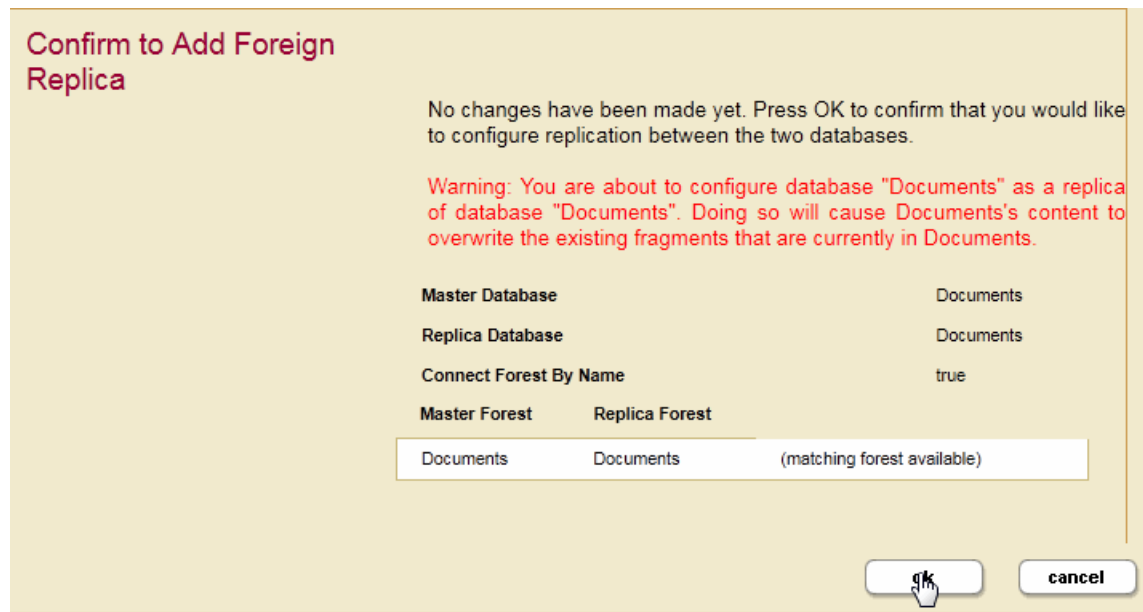 Confirm to Add Foreign
Replica
No changes have been made yet. Press OK to confirm that you would like
to configure replication between the two databases.
Warning: You are about to configure database "Documents" as a replica
of database "Documents". Doing so will cause Documents's content to
overwrite the existing fragments that are currently in Documents.
Master Database Documents
Replica Database Documents
Connect Forest By Name true
Master Forest Replica Forest
Documents Documents (matching forest available)
ok cancel